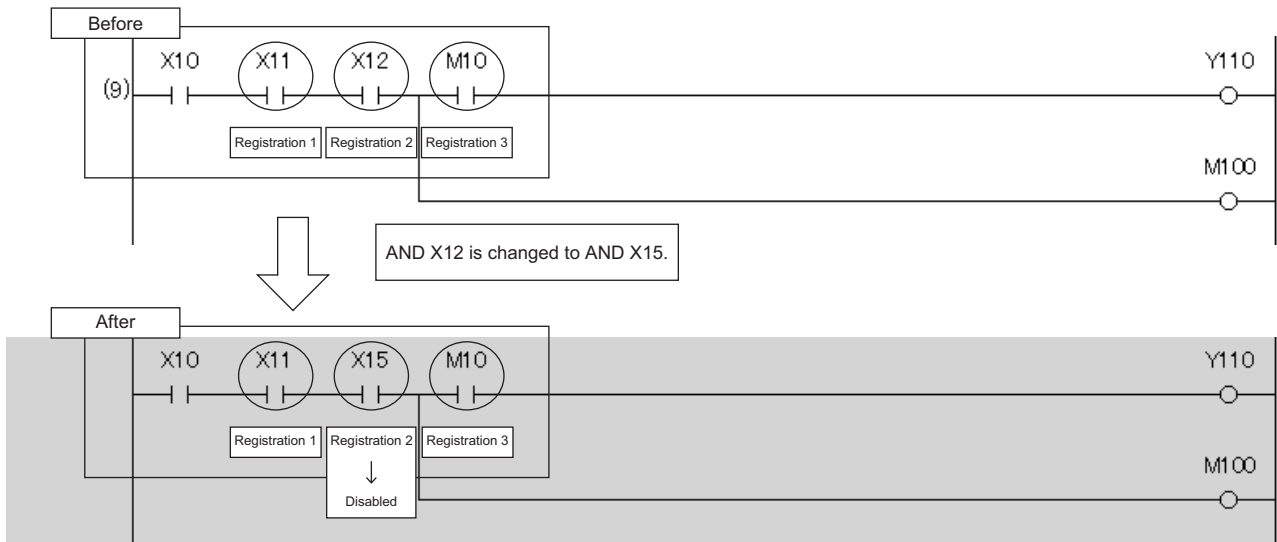 Before
X10 X11 X12 M10 Y110
(9)
Registration 1 Registration 2 Registration 3
M100
AND X12 is changed to AND X15.
After
X10 X11 X15 M10 Y110
Registration 1 Registration 2 Registration 3
↓
M100
Disabled